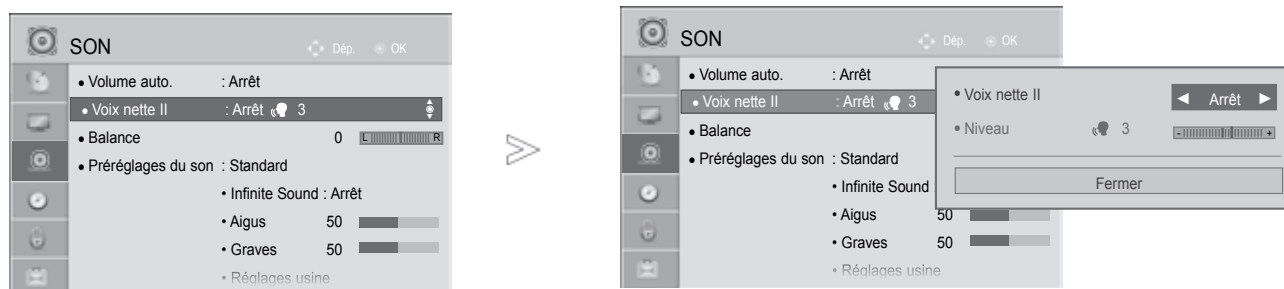 SON Dép. OK
• Volume auto. : Arrêt
• Voix nette II : Arrêt 3
• Balance 0 L R
• Préréglages du son : Standard
• Infinite Sound : Arrêt
• Aigus 50
• Graves 50
• Réglages usine
SON Dép. OK
• Volume auto. : Arrêt
• Voix nette II : Arrêt 3
• Balance
• Préréglages du son : Standard
• Infinite Sound :
• Aigus 50
• Graves 50
• Réglages usine
• Voix nette II ◄ Arrêt ►
• Niveau 3 - +
Fermer